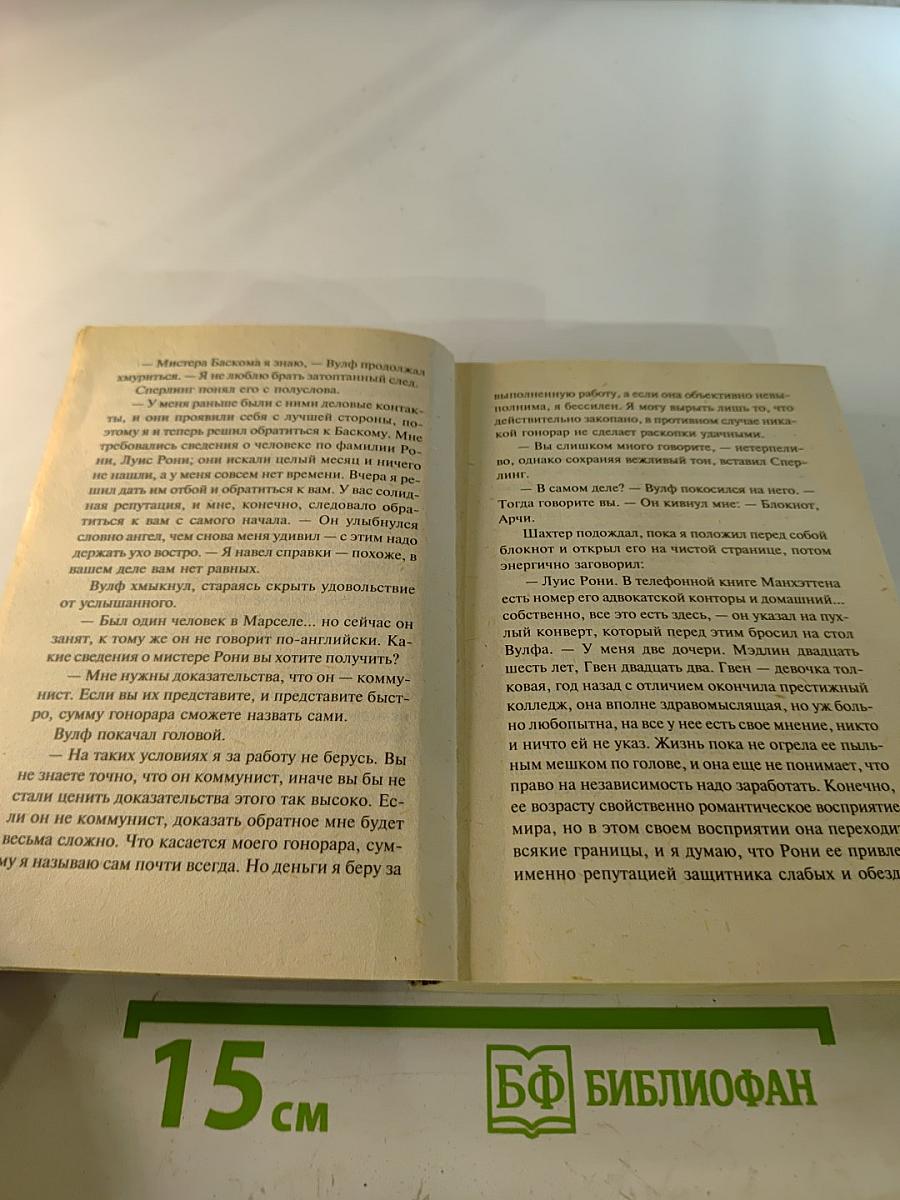 — Мистера Баскома я знаю, — Вулф продолжал
хмуриться. — Я не люблю брать затоптанный след.
Сперлинг понял его с полуслова.
— У меня раньше были с ними деловые контак-
ты, и они проявили себя с лучшей стороны, по-
этому я и теперь решил обратиться к Баскому. Мне
требовались сведения о человеке по фамилии Ро-
ни, Луис Рони; они искали целый месяц и ничего
не нашли, а у меня совсем нет времени. Вчера я ре-
шил дать им отбой и обратиться к вам. У вас солид-
ная репутация, и мне, конечно, следовало обра-
титься к вам с самого начала. — Он улыбнулся
словно ангел, чем снова меня удивил — с этим надо
держать ухо востро. — Я навел справки — похоже, в
вашем деле вам нет равных.
Вулф хмыкнул, стараясь скрыть удовольствие
от услышанного.
— Был один человек в Марселе... но сейчас он
занят, к тому же он не говорит по-английски. Ка-
кие сведения о мистере Рони вы хотите получить?
— Мне нужны доказательства, что он — комму-
нист. Если вы их представите, и представите быст-
ро, сумму гонорара сможете назвать сами.
Вулф покачал головой.
— На таких условиях я за работу не берусь. Вы
не знаете точно, что он коммунист, иначе вы бы не
стали ценить доказательства этого так высоко. Ес-
ли он не коммунист, доказать обратное мне будет
весьма сложно. Что касается моего гонорара, сум-
му я называю сам почти всегда. Но деньги я беру за
выполненную работу, а если она объективно невы-
полнима, я бессилен. Я могу вырыть лишь то, что
действительно закопано, в противном случае ника-
кой гонорар не сделает раскопки удачными.
— Вы слишком много говорите, — нетерпели-
во, однако сохраняя вежливый тон, вставил Спер-
линг.
— В самом деле? — Вулф покосился на него. —
Тогда говорите вы. — Он кивнул мне: — Блокнот,
Арчи.
Шахтер подождал, пока я положил перед собой
блокнот и открыл его на чистой странице, потом
энергично заговорил:
— Луис Рони. В телефонной книге Манхэттена
есть номер его адвокатской конторы и домашний...
собственно, все это есть здесь, — он указал на пух-
лый конверт, который перед этим бросил на стол
Вулфа. — У меня две дочери. Мэдлин двадцать
шесть лет, Гвен двадцать два. Гвен — девочка тол-
ковая, год назад с отличием окончила престижный
колледж, она вполне здравомыслящая, но уж боль-
но любопытна, на все у нее есть свое мнение, никто
и ничто ей не указ. Жизнь пока не огрела ее пыль-
ным мешком по голове, и она еще не понимает, что
право на независимость надо заработать. Конечно,
ее возрасту свойственно романтическое восприятие
мира, но в этом своем восприятии она переходит
всякие границы, и я думаю, что Рони ее привле
именно репутацией защитника слабых и обезд
15 см
БФ БИБЛИОФАН